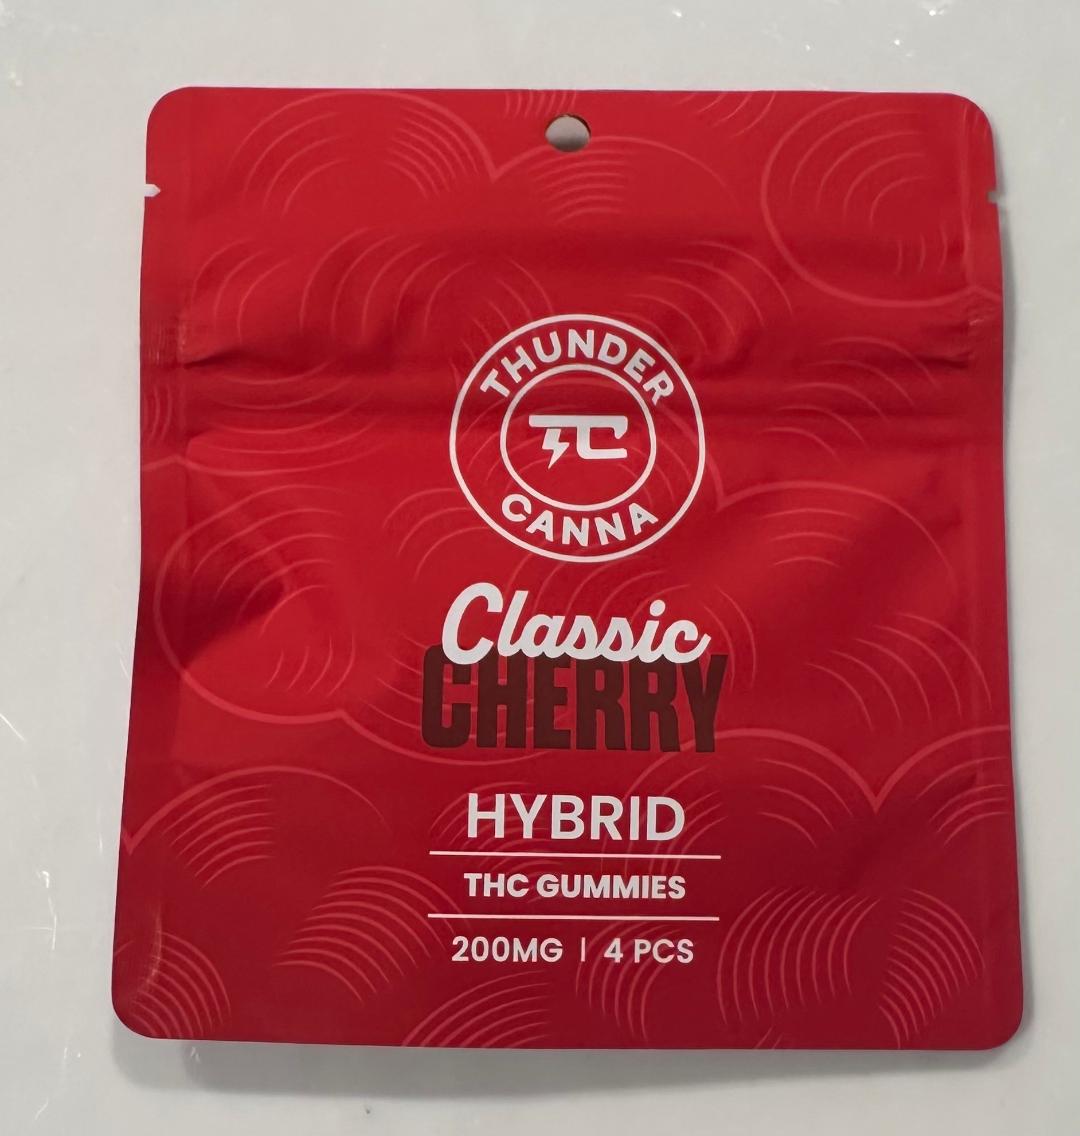 THUNDER
TC
CANNA
Classic
CHERRY
HYBRID
THC GUMMIES
200MG | 4 PCS